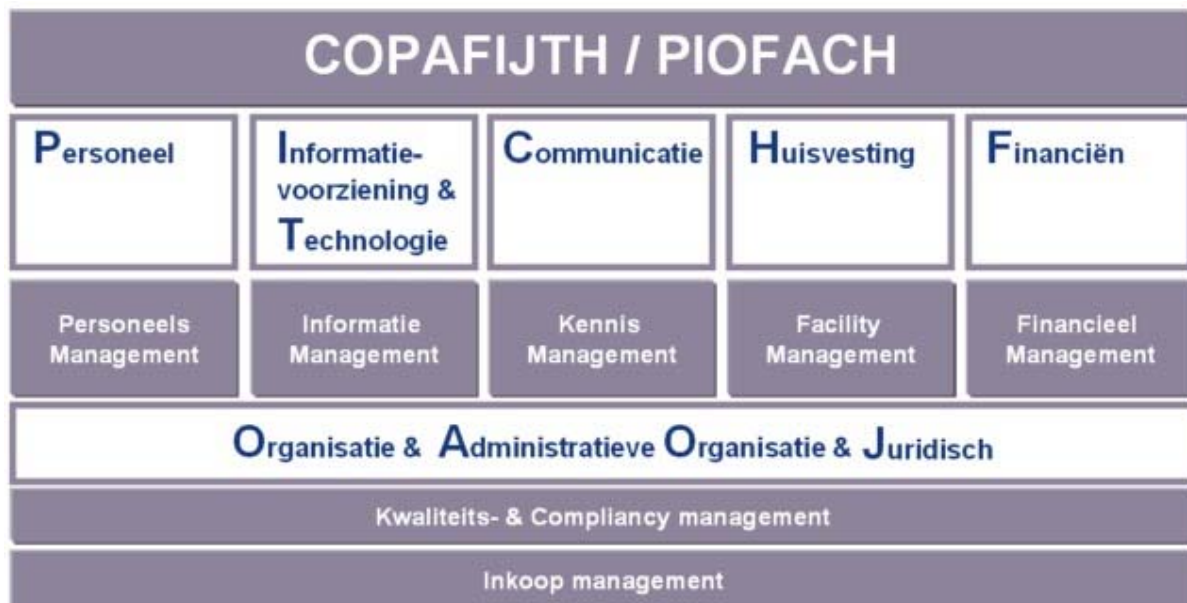 COPAFIJTH / PIOFACH
Personeel
Informatie-
voorziening &
Technologie
Communicatie
Huisvesting
Financiën
Personeels
Management
Informatie
Management
Kennis
Management
Facility
Management
Financieel
Management
Organisatie & Administratieve Organisatie & Juridisch
Kwaliteits- & Compliancy management
Inkoop management